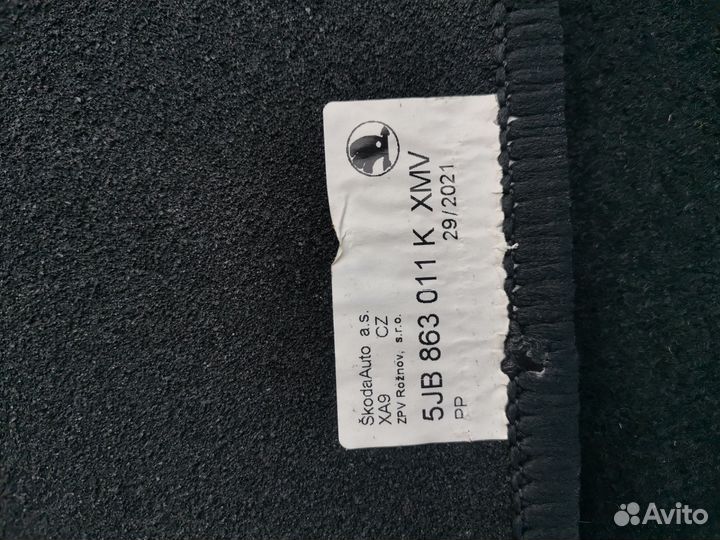 ŠkodaAuto a.s.
XA9 CZ
ZPV Rožnov, s.r.o.
5JB 863 011 K XMV
PP 29/2021
Avito